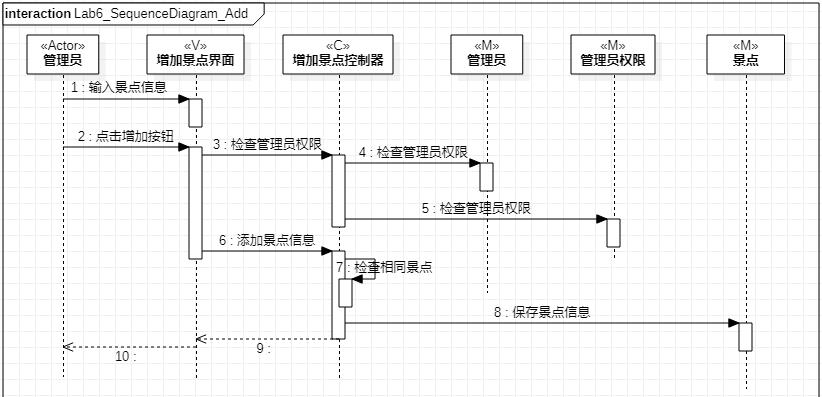 interaction Lab6_SequenceDiagram_Add
«Actor»
管理员
«V»
增加景点界面
«C»
增加景点控制器
«M»
管理员
«M»
管理员权限
«M»
景点
1 : 输入景点信息
2 : 点击增加按钮
3 : 检查管理员权限
4 : 检查管理员权限
5 : 检查管理员权限
6 : 添加景点信息
7 : 检查相同景点
8 : 保存景点信息
9 :
10 :